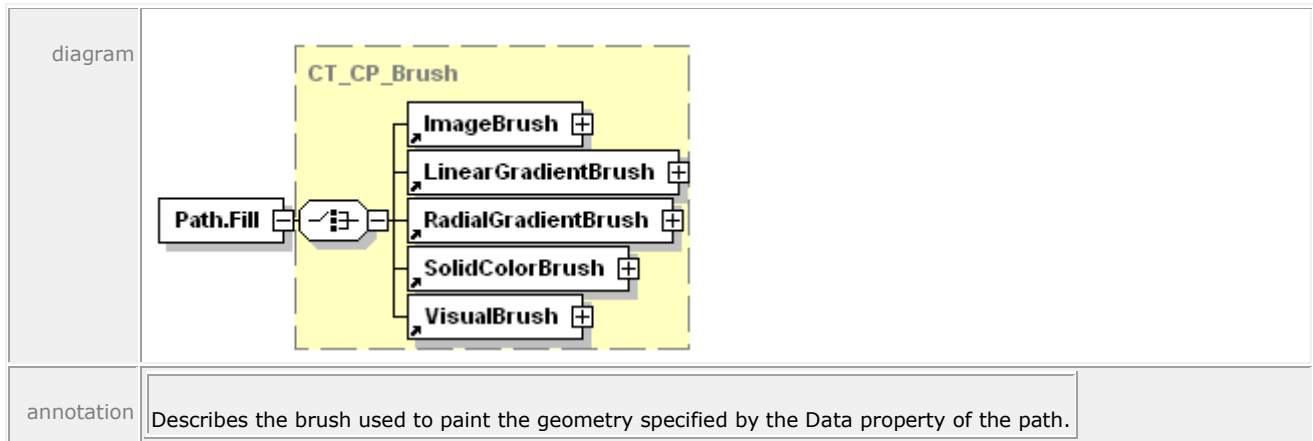 diagram
CT_CP_Brush
ImageBrush
LinearGradientBrush
Path.Fill
RadialGradientBrush
SolidColorBrush
VisualBrush
annotation
Describes the brush used to paint the geometry specified by the Data property of the path.